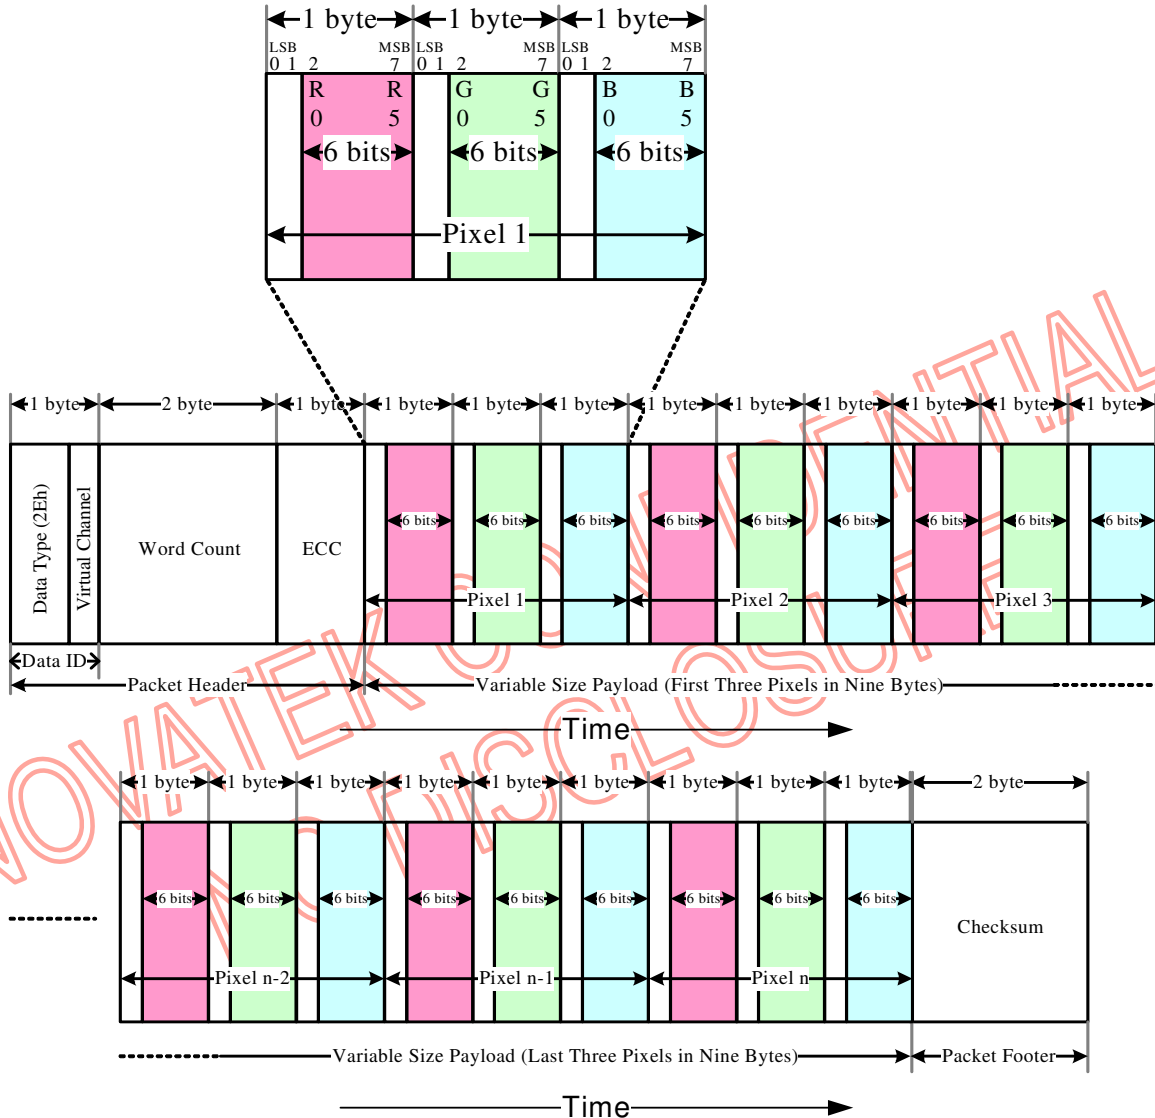 1 byte 1 byte 1 byte
LSB MSB LSB MSB LSB MSB
0 1 2 7 0 1 2 7 0 1 2 7
R R G G B B
0 5 0 5 0 5
6 bits 6 bits 6 bits
Pixel 1
1 byte 2 byte 1 byte 1 byte 1 byte 1 byte 1 byte 1 byte 1 byte 1 byte 1 byte 1 byte
Data Type (2Eh)
Virtual Channel
Word Count
ECC
6 bits 6 bits 6 bits 6 bits 6 bits 6 bits 6 bits 6 bits 6 bits
Pixel 1 Pixel 2 Pixel 3
Data ID
Packet Header Variable Size Payload (First Three Pixels in Nine Bytes)
Time
1 byte 1 byte 1 byte 1 byte 1 byte 1 byte 1 byte 1 byte 1 byte 2 byte
6 bits 6 bits 6 bits 6 bits 6 bits 6 bits 6 bits 6 bits 6 bits
Checksum
Pixel n-2 Pixel n-1 Pixel n
Variable Size Payload (Last Three Pixels in Nine Bytes) Packet Footer
Time
NOVATEK CONFIDENTIAL
NO DISCLOSURE